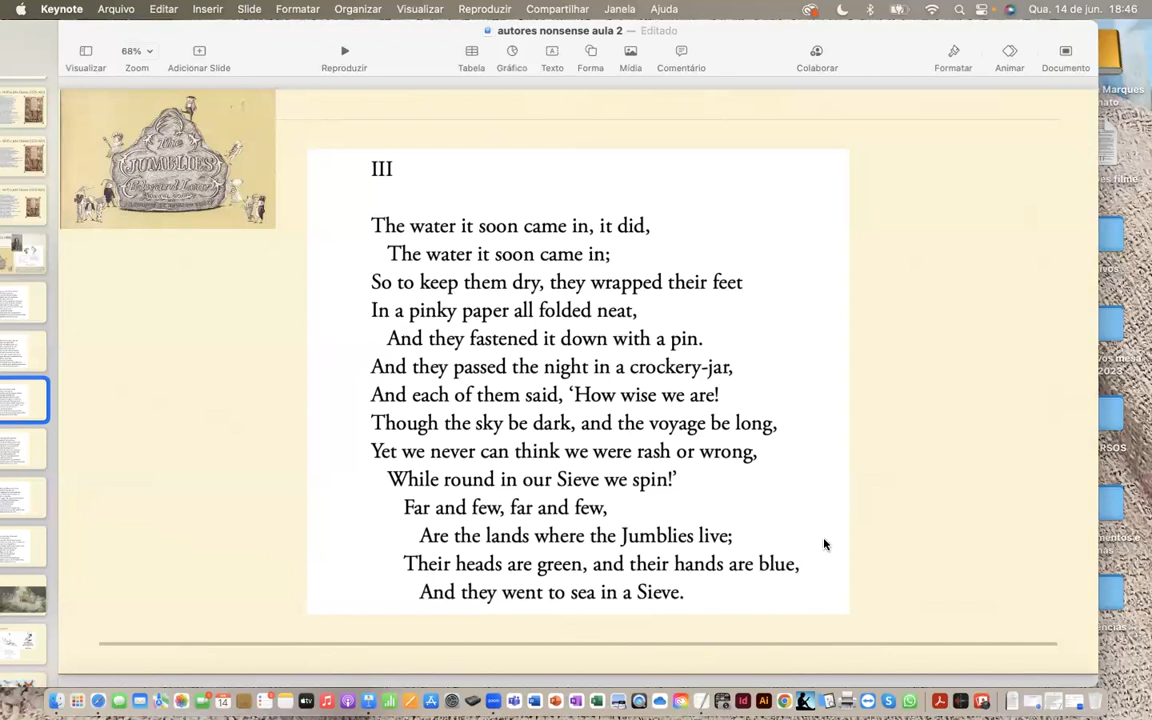 Keynote Arquivo Editar Inserir Slide Formatar Organizar Visualizar Reproduzir Compartilhar Janela Ajuda Qua. 14 de jun. 18:46
autores nonsense aula 2 — Editado
68%
Visualizar Zoom Adicionar Slide Reproduzir Tabela Gráfico Texto Forma Mídia Comentário Colaborar Formatar Animar Documento
The
JUMBLIES
III
The water it soon came in, it did,
The water it soon came in;
So to keep them dry, they wrapped their feet
In a pinky paper all folded neat,
And they fastened it down with a pin.
And they passed the night in a crockery-jar,
And each of them said, ‘How wise we are!
Though the sky be dark, and the voyage be long,
Yet we never can think we were rash or wrong,
While round in our Sieve we spin!’
Far and few, far and few,
Are the lands where the Jumblies live;
Their heads are green, and their hands are blue,
And they went to sea in a Sieve.
Marques
2023
14